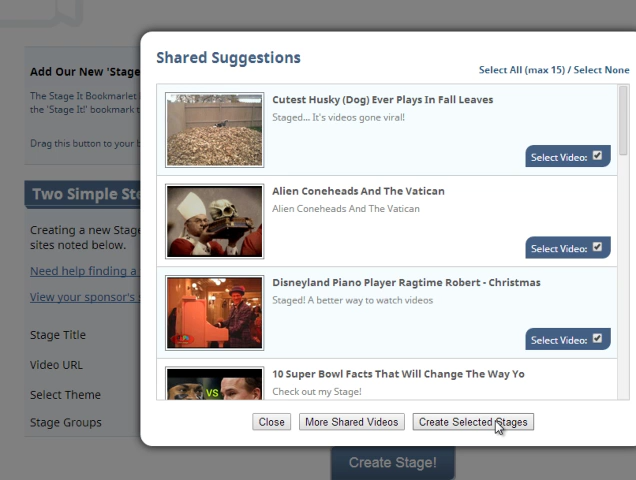 Shared Suggestions
Select All (max 15) / Select None
Add Our New 'Stage
The Stage It Bookmarlet
the 'Stage It!' bookmark t
Drag this button to your b
Two Simple Ste
Creating a new Stage
sites noted below.
Need help finding a
View your sponsor's s
Stage Title
Video URL
Select Theme
Stage Groups
Cutest Husky (Dog) Ever Plays In Fall Leaves
Staged... It's videos gone viral!
Select Video:
Alien Coneheads And The Vatican
Alien Coneheads And The Vatican
Select Video:
Disneyland Piano Player Ragtime Robert - Christmas
Staged! A better way to watch videos
Select Video:
10 Super Bowl Facts That Will Change The Way Yo
Check out my Stage!
VS
Close
More Shared Videos
Create Selected Stages
Create Stage!